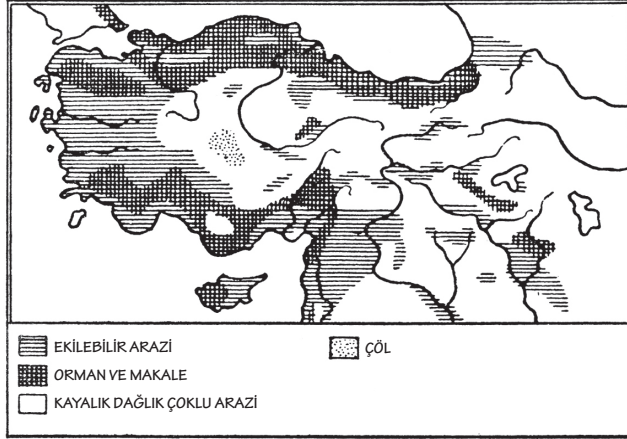 EKİLEBİLİR ARAZİ
ÇÖL
ORMAN VE MAKALE
KAYALIK DAĞLIK ÇOKLU ARAZİ